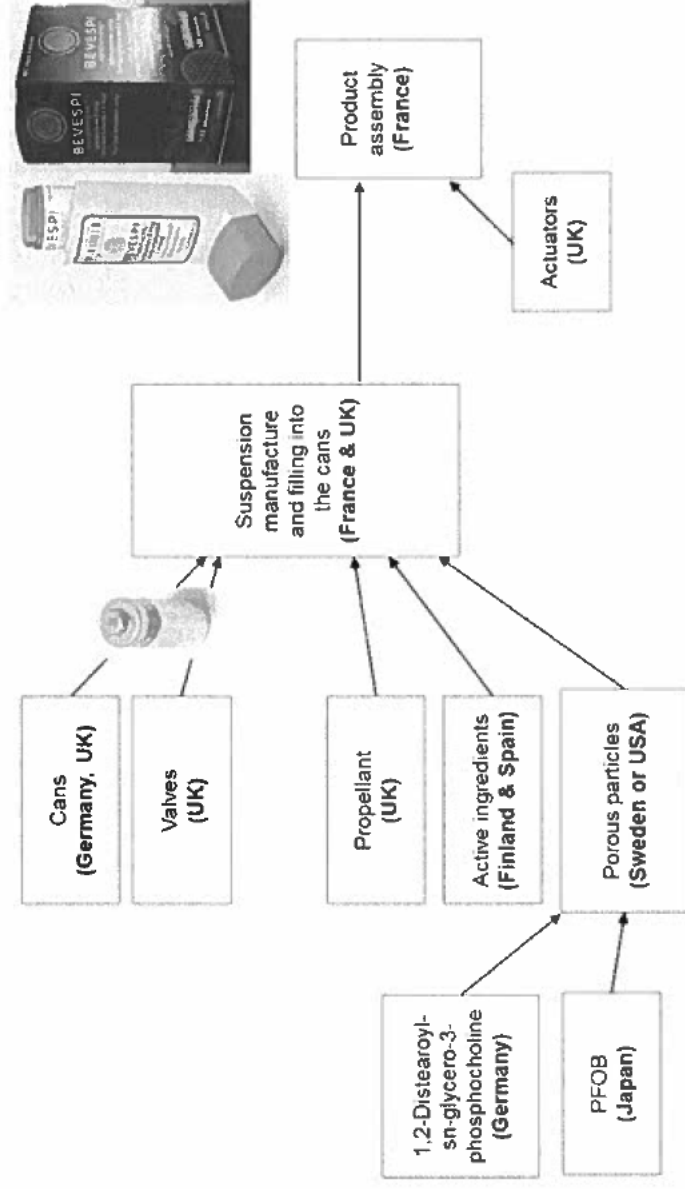 1,2-Distearoyl-
sn-glycero-3-
phosphocholine
(Germany)
PFOB
(Japan)
Cans
(Germany, UK)
Valves
(UK)
Propellant
(UK)
Active ingredients
(Finland & Spain)
Porous particles
(Sweden or USA)
Suspension
manufacture
and filling into
the cans
(France & UK)
Actuators
(UK)
Product
assembly
(France)
BEVESPI
BEVESPI